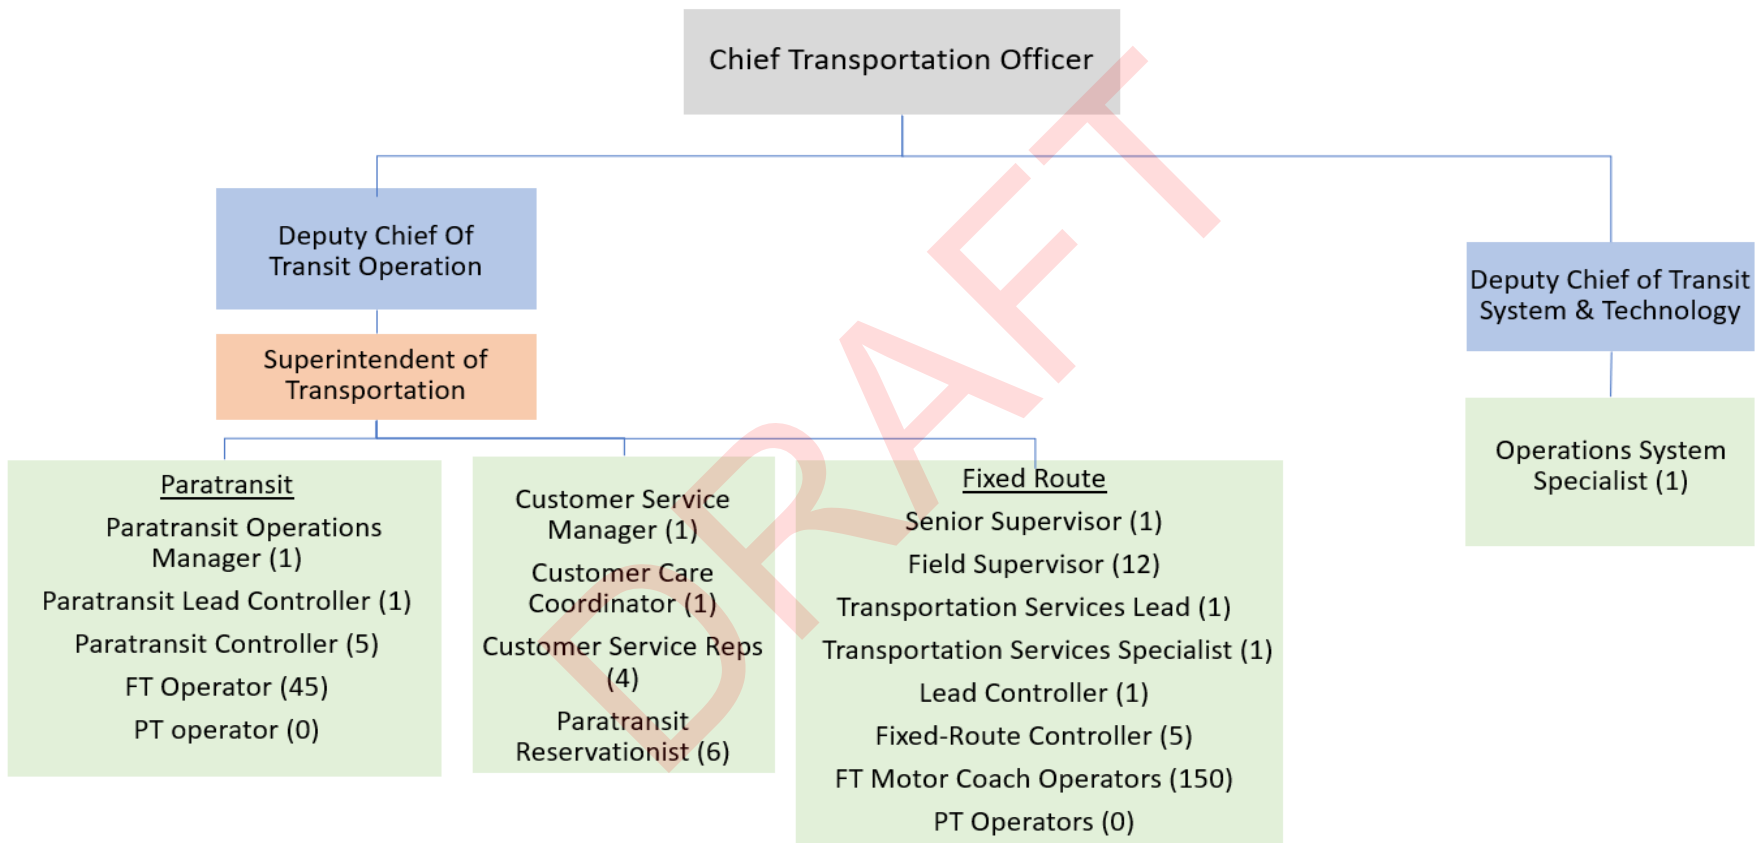 Chief Transportation Officer
Deputy Chief Of
Transit Operation
Deputy Chief of Transit
System & Technology
Superintendent of
Transportation
Operations System
Specialist (1)
Paratransit
Paratransit Operations
Manager (1)
Paratransit Lead Controller (1)
Paratransit Controller (5)
FT Operator (45)
PT operator (0)
Customer Service
Manager (1)
Customer Care
Coordinator (1)
Customer Service Reps
(4)
Paratransit
Reservationist (6)
Fixed Route
Senior Supervisor (1)
Field Supervisor (12)
Transportation Services Lead (1)
Transportation Services Specialist (1)
Lead Controller (1)
Fixed-Route Controller (5)
FT Motor Coach Operators (150)
PT Operators (0)
DRAFT